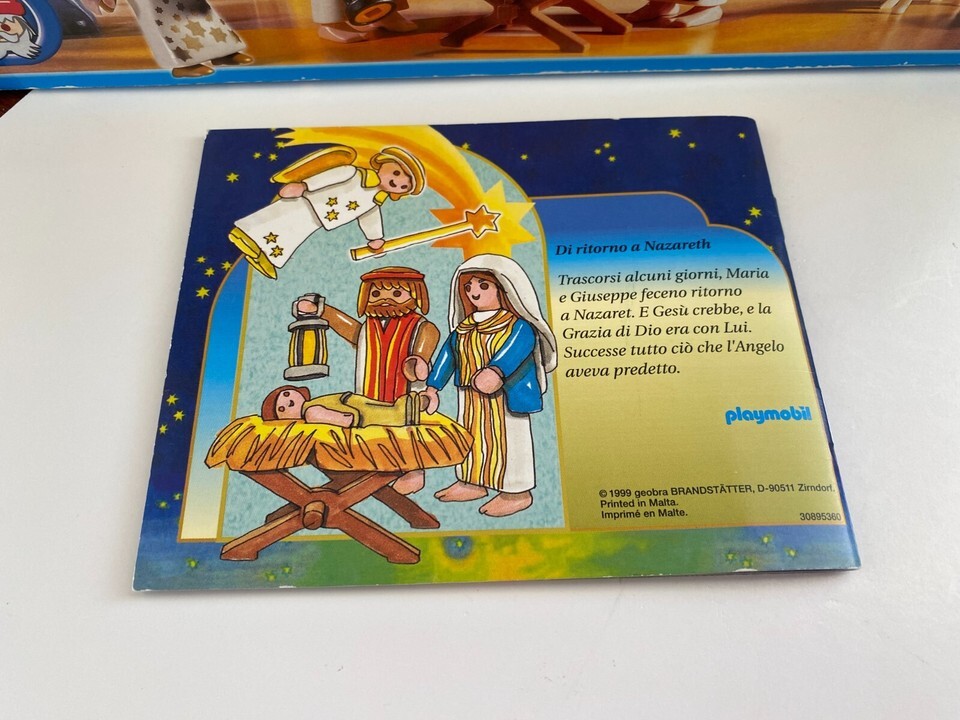 Di ritorno a Nazareth
Trascorsi alcuni giorni, Maria
e Giuseppe feceno ritorno
a Nazaret. E Gesù crebbe, e la
Grazia di Dio era con Lui.
Successe tutto ciò che l'Angelo
aveva predetto.
playmobil
© 1999 geobra BRANDSTÄTTER, D-90511 Zirndorf.
Printed in Malta.
Imprimé en Malte.
30895360